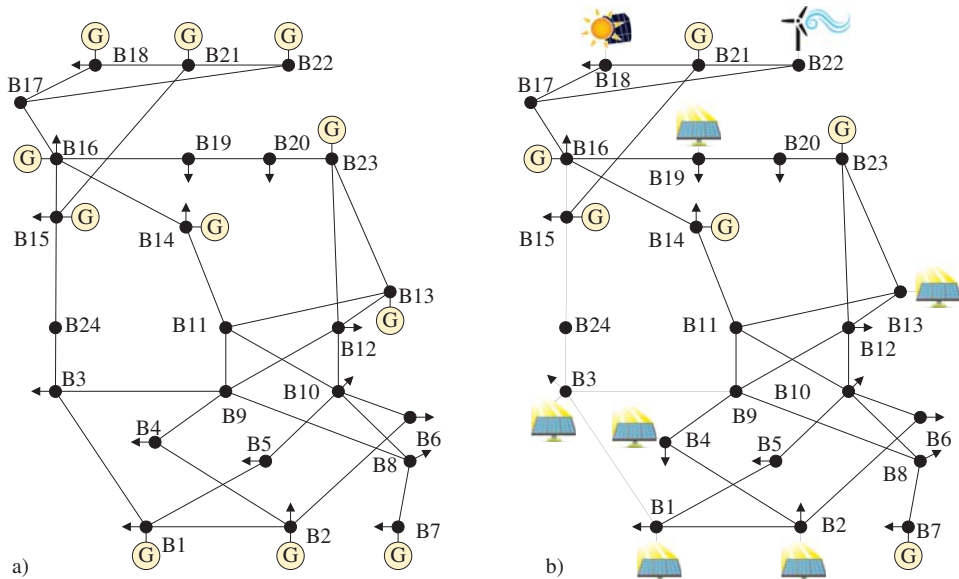 G G G
B18 B21 B22
B17
G
B16 B19 B20 B23
G
G G
B15 B14
B24 B11 B13
G
B12
B3 B9 B10
B4 B5 B6
B8
B1 B2 B7
G G G
a)
G
B18 B21 B22
B17
G
B16 B20 B23
G B19
G G
B15 B14
B24 B11 B13
B12
B3 B9 B10
B4 B5 B6
B8
B1 B2 B7
G
b)